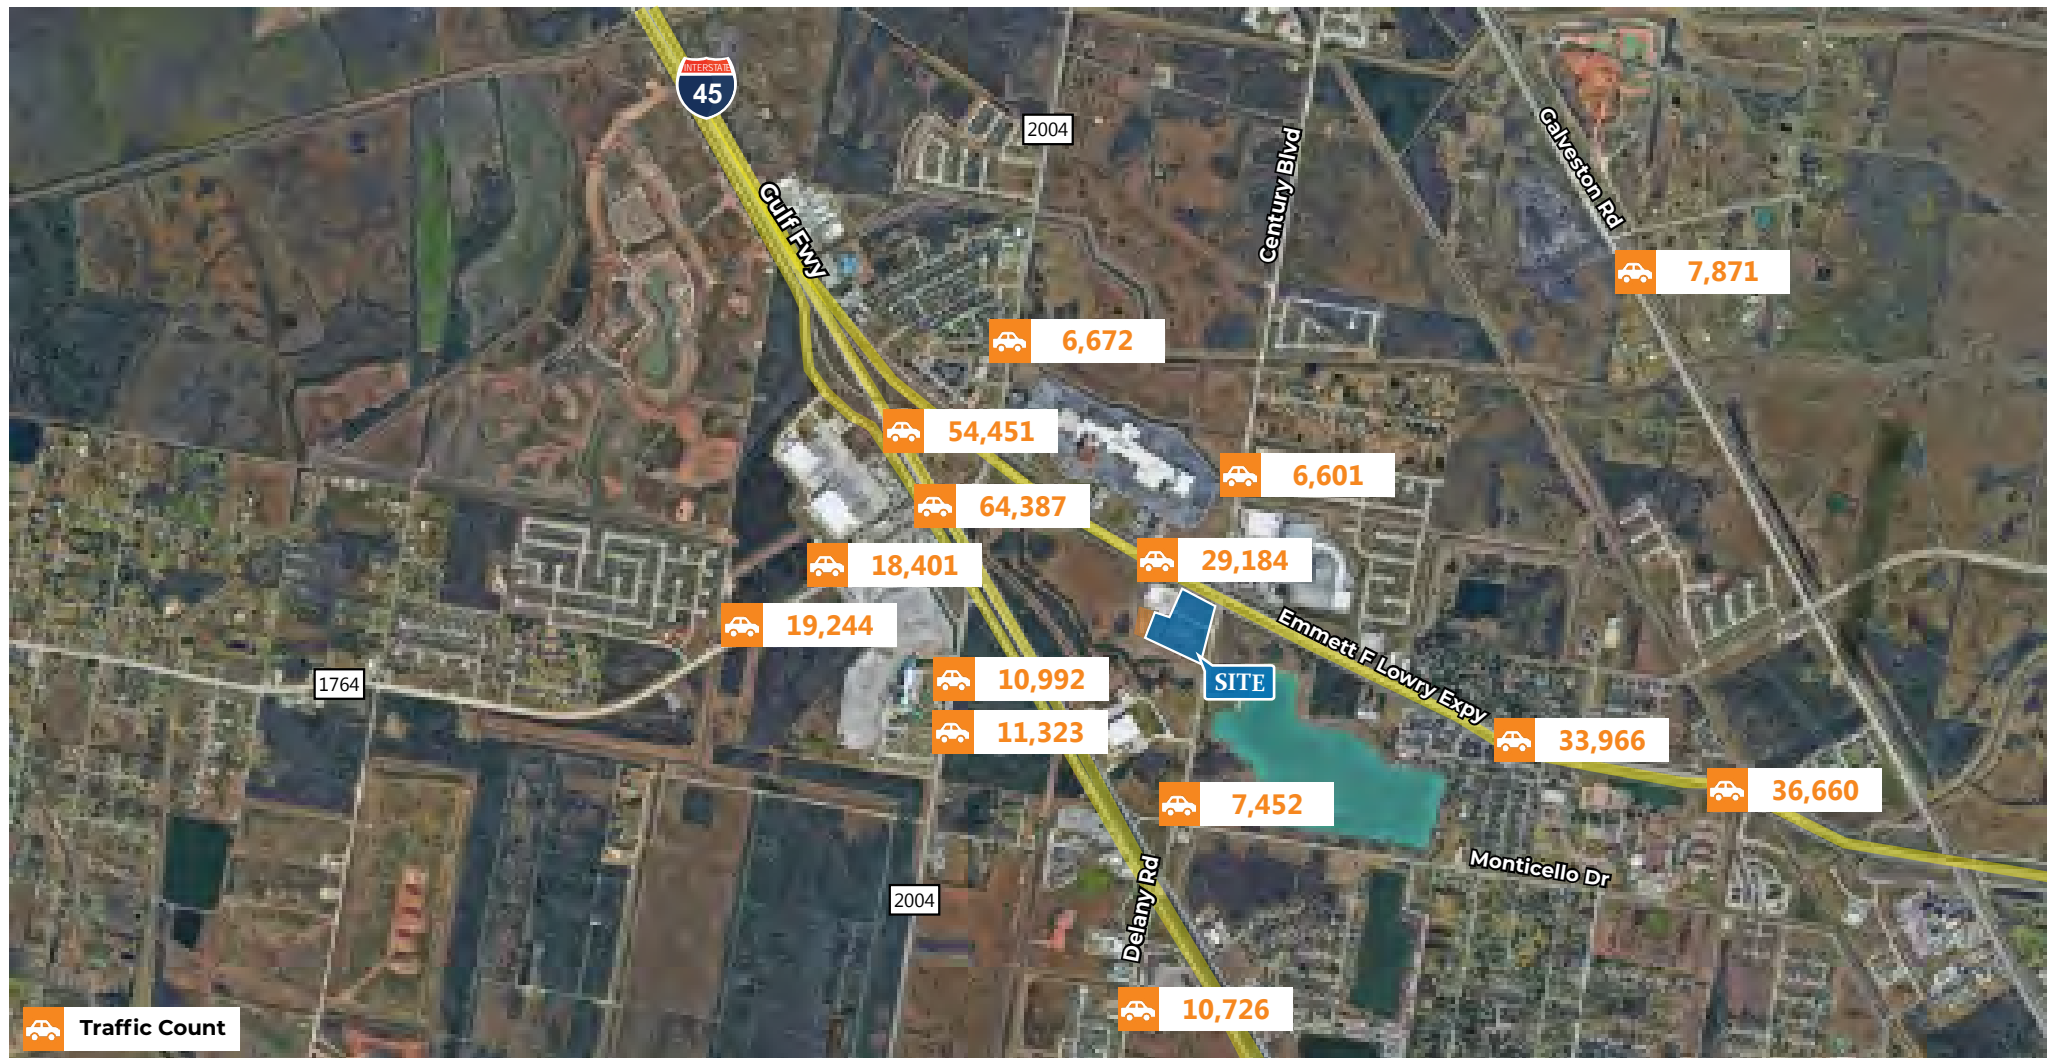 INTERSTATE
45
2004
Century Blvd
Galveston Rd
Gulf Fwy
7,871
6,672
54,451
6,601
64,387
29,184
18,401
19,244
Emmett F Lowry Expy
1764
10,992
SITE
11,323
33,966
36,660
7,452
Monticello Dr
2004
Delany Rd
10,726
Traffic Count